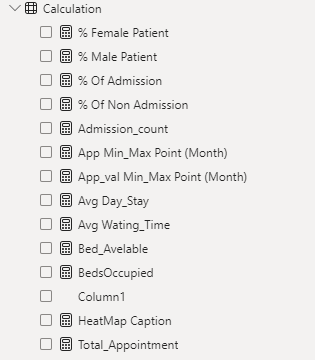 Calculation
% Female Patient
% Male Patient
% Of Admission
% Of Non Admission
Admission_count
App Min_Max Point (Month)
App_val Min_Max Point (Month)
Avg Day_Stay
Avg Wating_Time
Bed_Avelable
BedsOccupied
Column1
HeatMap Caption
Total_Appointment